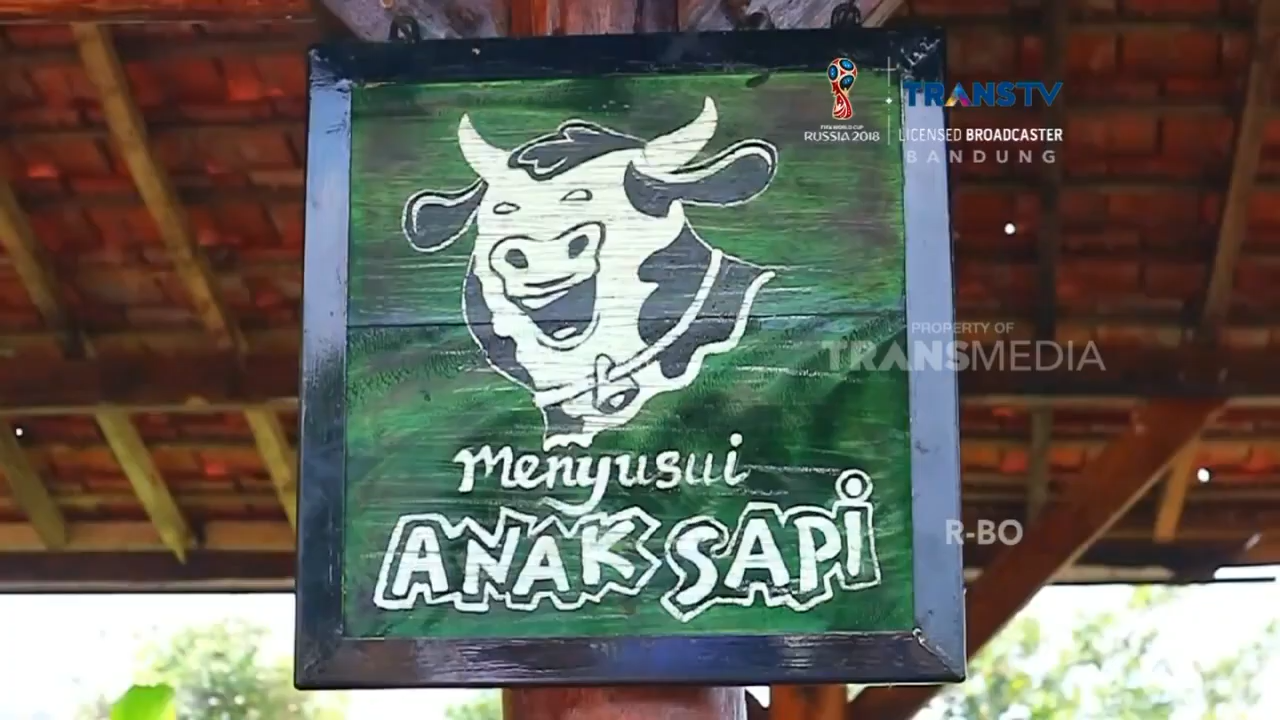 FIFA WORLD CUP
RUSSIA 2018
TRANSTV
LICENSED BROADCASTER
BANDUNG
PROPERTY OF
TRANSMEDIA
Menyusui
ANAK SAPI
R-BO